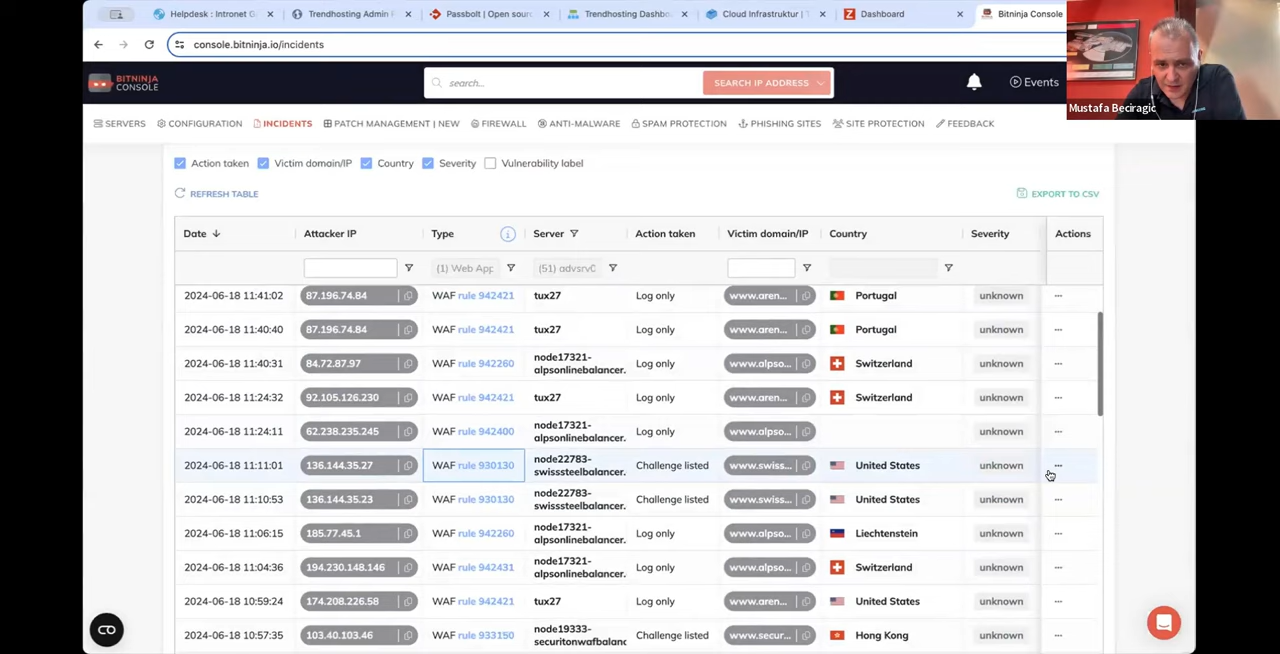 Helpdesk : Intranet G
Trendhosting Admin F
Passbolt | Open sour
Trendhosting Dashbo
Cloud Infrastruktur | T
Z Dashboard
Bitninja Console
console.bitninja.io/incidents
BITNINJA
CONSOLE
search...
SEARCH IP ADDRESS
Events
Mustafa Beciragic
SERVERS
CONFIGURATION
INCIDENTS
PATCH MANAGEMENT | NEW
FIREWALL
ANTI-MALWARE
SPAM PROTECTION
PHISHING SITES
SITE PROTECTION
FEEDBACK
Action taken
Victim domain/IP
Country
Severity
Vulnerability label
REFRESH TABLE
EXPORT TO CSV
Date Attacker IP Type Server Action taken Victim domain/IP Country Severity Actions
(1) Web App (51) advsrv0
2024-06-18 11:41:02 87.196.74.84 WAF rule 942421 tux27 Log only www.aren... Portugal unknown ...
2024-06-18 11:40:40 87.196.74.84 WAF rule 942421 tux27 Log only www.aren... Portugal unknown ...
2024-06-18 11:40:31 84.72.87.97 WAF rule 942260 node17321-
alpsonlinebalancer. Log only www.alpso... Switzerland unknown ...
2024-06-18 11:24:32 92.105.126.230 WAF rule 942421 tux27 Log only www.aren... Switzerland unknown ...
2024-06-18 11:24:11 62.238.235.245 WAF rule 942400 node17321-
alpsonlinebalancer. Log only www.alpso... unknown ...
2024-06-18 11:11:01 136.144.35.27 WAF rule 930130 node22783-
swisssteelbalancer. Challenge listed www.swiss... United States unknown ...
2024-06-18 11:10:53 136.144.35.23 WAF rule 930130 node22783-
swisssteelbalancer. Challenge listed www.swiss... United States unknown ...
2024-06-18 11:06:15 185.77.45.1 WAF rule 942260 node17321-
alpsonlinebalancer. Log only www.alpso... Liechtenstein unknown ...
2024-06-18 11:04:36 194.230.148.146 WAF rule 942431 node17321-
alpsonlinebalancer. Log only www.alpso... Switzerland unknown ...
2024-06-18 10:59:24 174.208.226.58 WAF rule 942421 tux27 Log only www.aren... United States unknown ...
2024-06-18 10:57:35 103.40.103.46 WAF rule 933150 node19333-
securitonwafbalanc Challenge listed www.secur... Hong Kong unknown ...